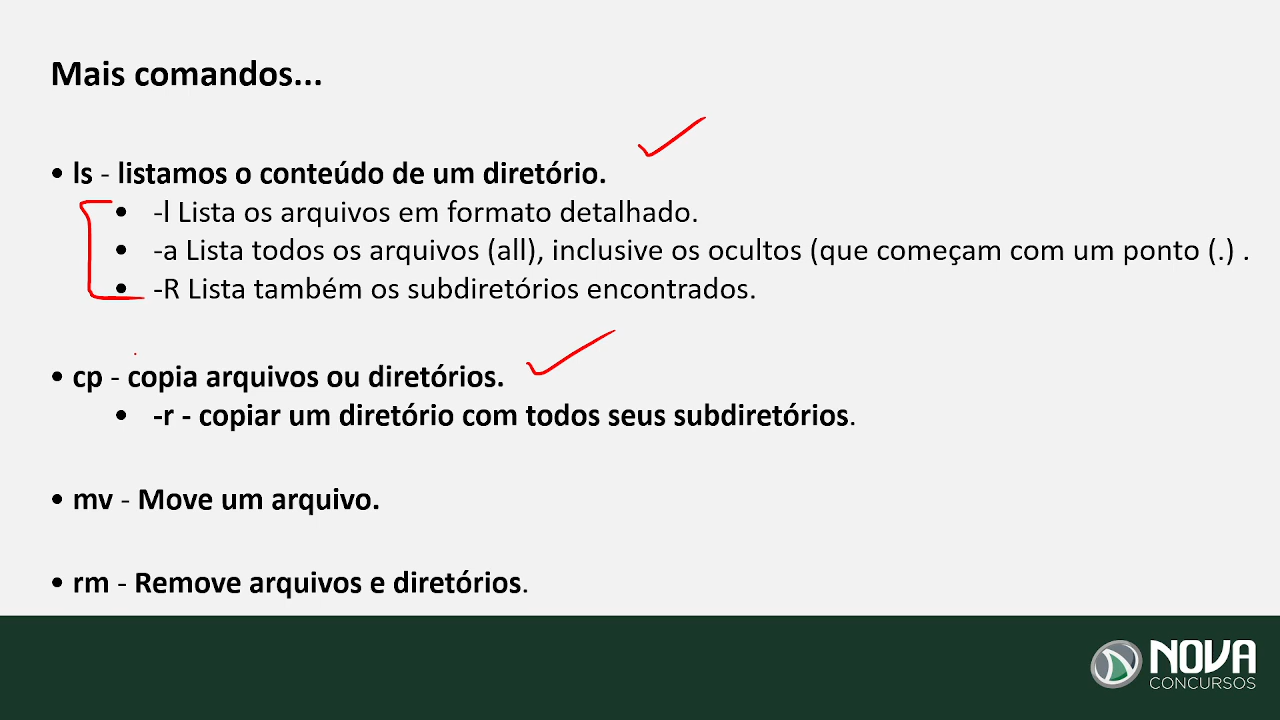 Mais comandos...
• ls - listamos o conteúdo de um diretório.
• -l Lista os arquivos em formato detalhado.
• -a Lista todos os arquivos (all), inclusive os ocultos (que começam com um ponto (.) .
• -R Lista também os subdiretórios encontrados.
• cp - copia arquivos ou diretórios.
• -r - copiar um diretório com todos seus subdiretórios.
• mv - Move um arquivo.
• rm - Remove arquivos e diretórios.
NOVA
CONCURSOS